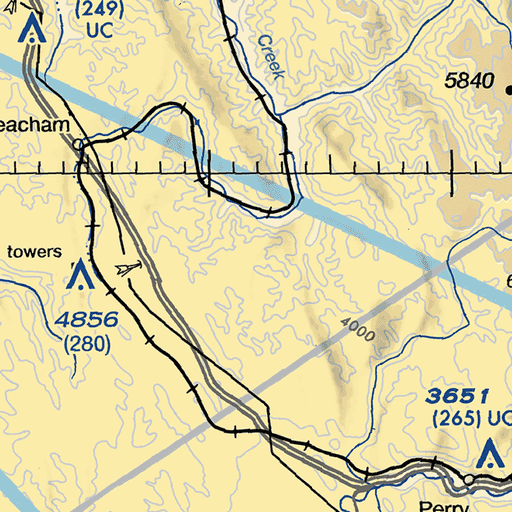 (249)
UC
Creek
5840
eacham
towers
4856
(280)
4000
3651
(265) UC
Perry